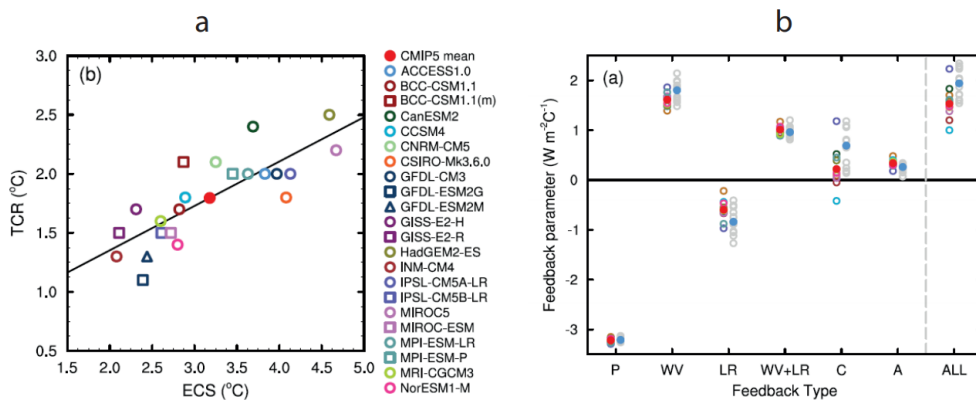 a
b
(b)
TCR (°C)
3.0
2.5
2.0
1.5
1.0
0.5
1.5 2.0 2.5 3.0 3.5 4.0 4.5 5.0
ECS (°C)
CMIP5 mean
ACCESS1.0
BCC-CSM1.1
BCC-CSM1.1(m)
CanESM2
CCSM4
CNRM-CM5
CSIRO-Mk3.6.0
GFDL-CM3
GFDL-ESM2G
GFDL-ESM2M
GISS-E2-H
GISS-E2-R
HadGEM2-ES
INM-CM4
IPSL-CM5A-LR
IPSL-CM5B-LR
MIROC5
MIROC-ESM
MPI-ESM-LR
MPI-ESM-P
MRI-CGCM3
NorESM1-M
(a)
Feedback parameter (W m⁻²C⁻¹)
2
1
0
-1
-2
-3
P WV LR WV+LR C A ALL
Feedback Type